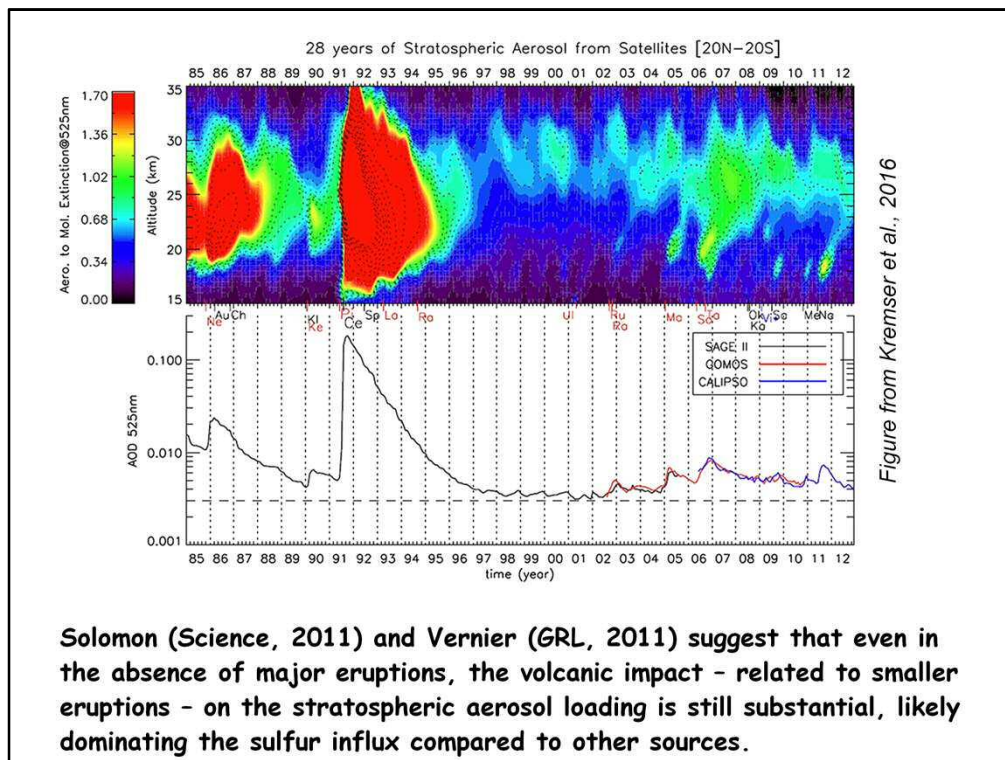 28 years of Stratospheric Aerosol from Satellites [20N-20S]
85 86 87 88 89 90 91 92 93 94 95 96 97 98 99 00 01 02 03 04 05 06 07 08 09 10 11 12
Aero. to Mol. Extinction@525nm
1.70
1.36
1.02
0.68
0.34
0.00
Altitude (km)
35
30
25
20
15
Ne Au Ch Kl Ke Pi Ce Sp La Ra Ul Ru Ra Ma So Ta Ok Ka Vi* Sa Me Na
AOD 525nm
0.100
0.010
0.001
SAGE II
GOMOS
CALIPSO
85 86 87 88 89 90 91 92 93 94 95 96 97 98 99 00 01 02 03 04 05 06 07 08 09 10 11 12
time (year)
Figure from Kremser et al., 2016
Solomon (Science, 2011) and Vernier (GRL, 2011) suggest that even in
the absence of major eruptions, the volcanic impact – related to smaller
eruptions – on the stratospheric aerosol loading is still substantial, likely
dominating the sulfur influx compared to other sources.